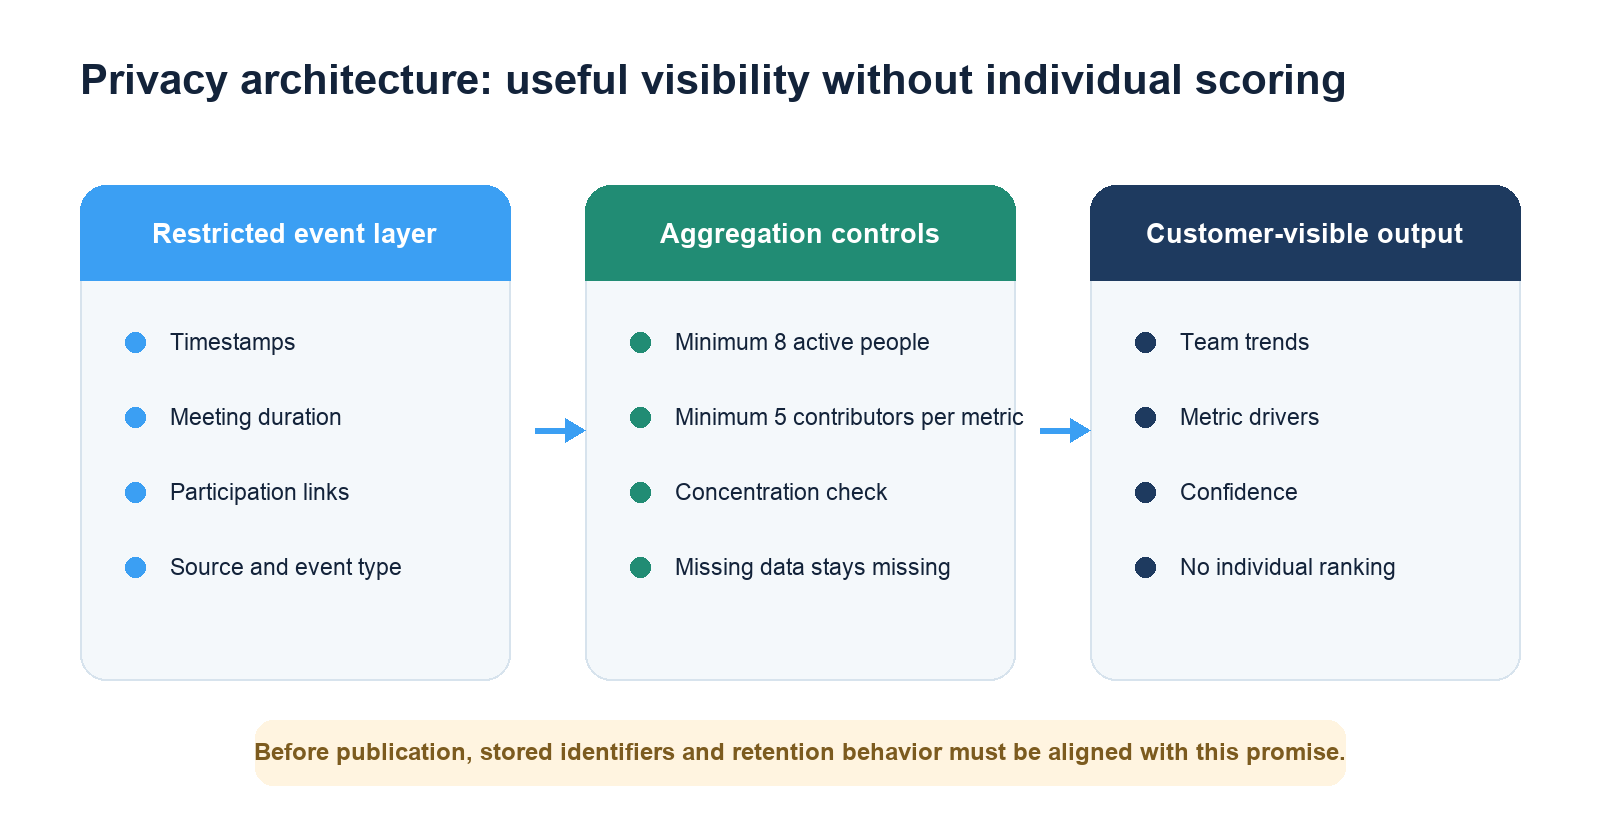 Privacy architecture: useful visibility without individual scoring
Restricted event layer
Timestamps
Meeting duration
Participation links
Source and event type
Aggregation controls
Minimum 8 active people
Minimum 5 contributors per metric
Concentration check
Missing data stays missing
Customer-visible output
Team trends
Metric drivers
Confidence
No individual ranking
Before publication, stored identifiers and retention behavior must be aligned with this promise.